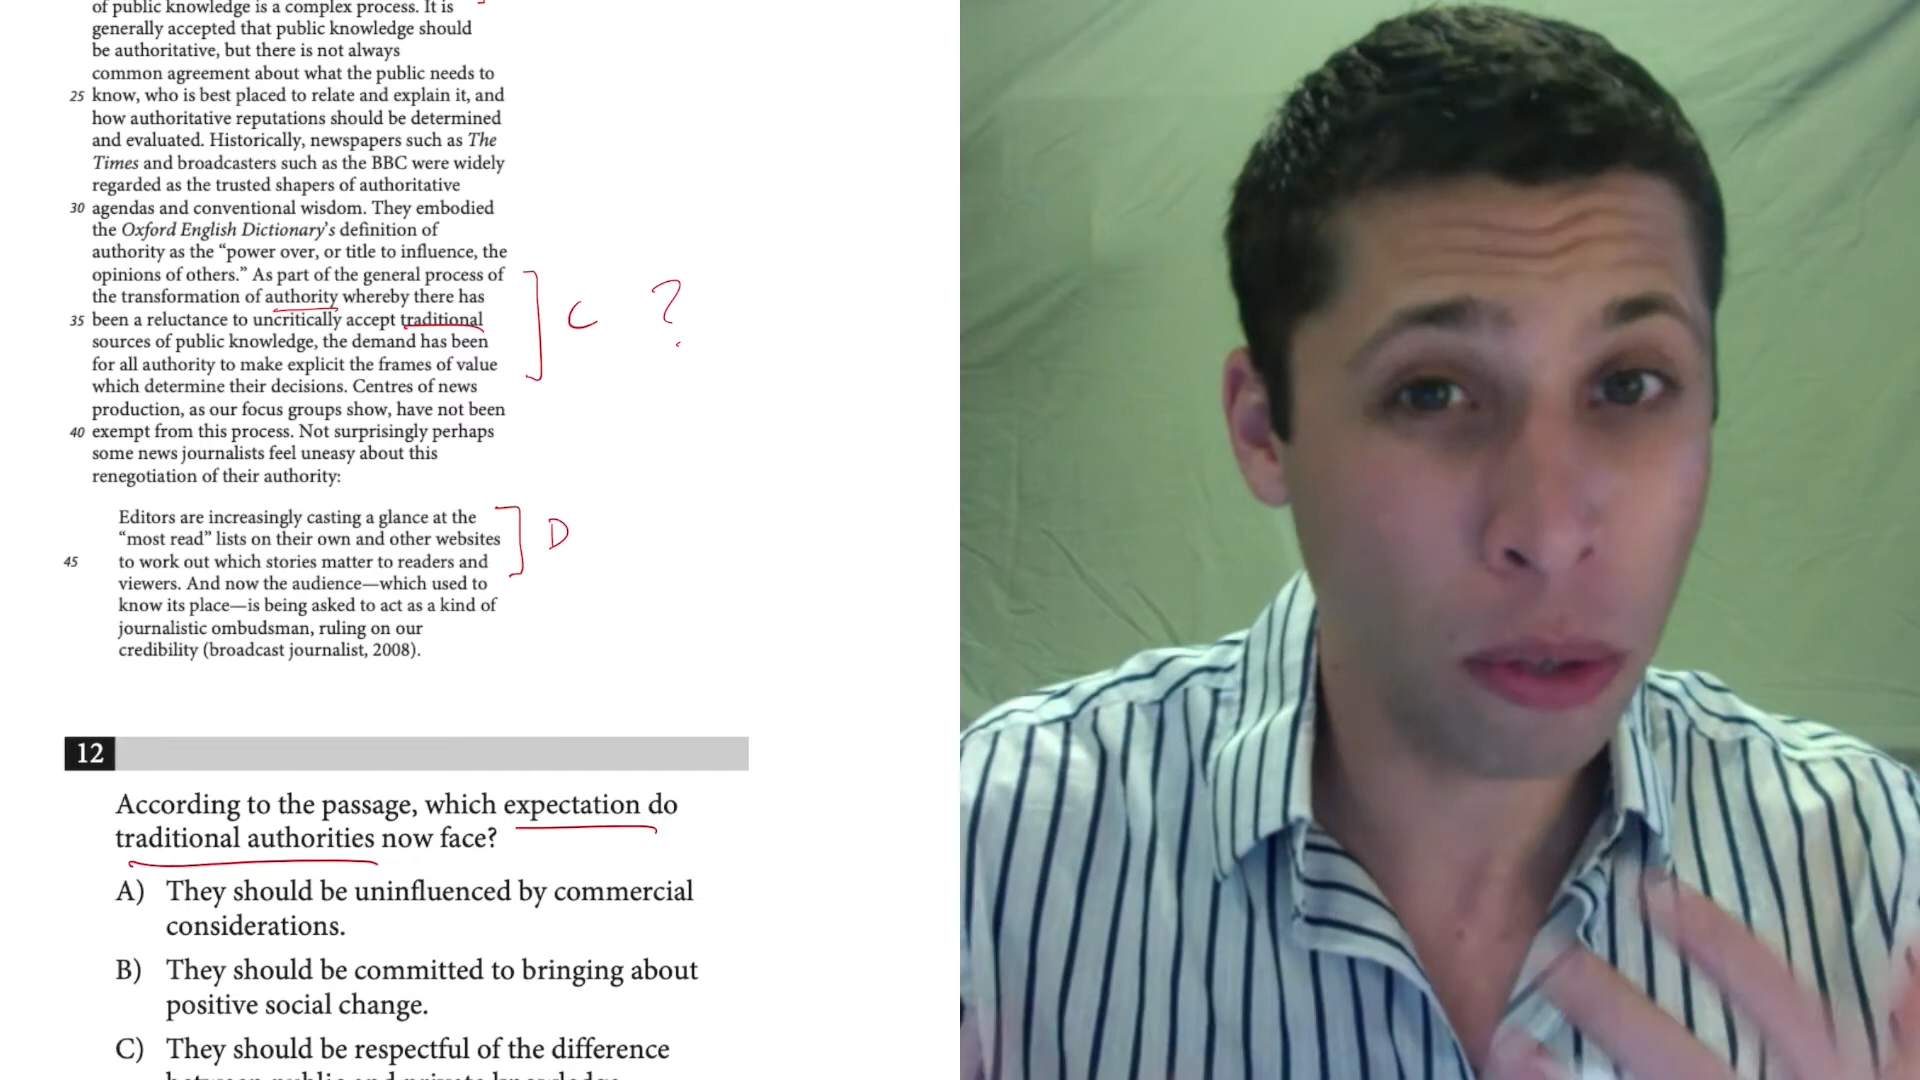 of public knowledge is a complex process. It is
generally accepted that public knowledge should
be authoritative, but there is not always
common agreement about what the public needs to
25 know, who is best placed to relate and explain it, and
how authoritative reputations should be determined
and evaluated. Historically, newspapers such as The
Times and broadcasters such as the BBC were widely
regarded as the trusted shapers of authoritative
30 agendas and conventional wisdom. They embodied
the Oxford English Dictionary's definition of
authority as the “power over, or title to influence, the
opinions of others.” As part of the general process of
the transformation of authority whereby there has
35 been a reluctance to uncritically accept traditional
sources of public knowledge, the demand has been
for all authority to make explicit the frames of value
which determine their decisions. Centres of news
production, as our focus groups show, have not been
40 exempt from this process. Not surprisingly perhaps
some news journalists feel uneasy about this
renegotiation of their authority:
C ?
Editors are increasingly casting a glance at the
“most read” lists on their own and other websites
45 to work out which stories matter to readers and
viewers. And now the audience—which used to
know its place—is being asked to act as a kind of
journalistic ombudsman, ruling on our
credibility (broadcast journalist, 2008).
D
12
According to the passage, which expectation do
traditional authorities now face?
A) They should be uninfluenced by commercial
considerations.
B) They should be committed to bringing about
positive social change.
C) They should be respectful of the difference
between public and private knowledge.